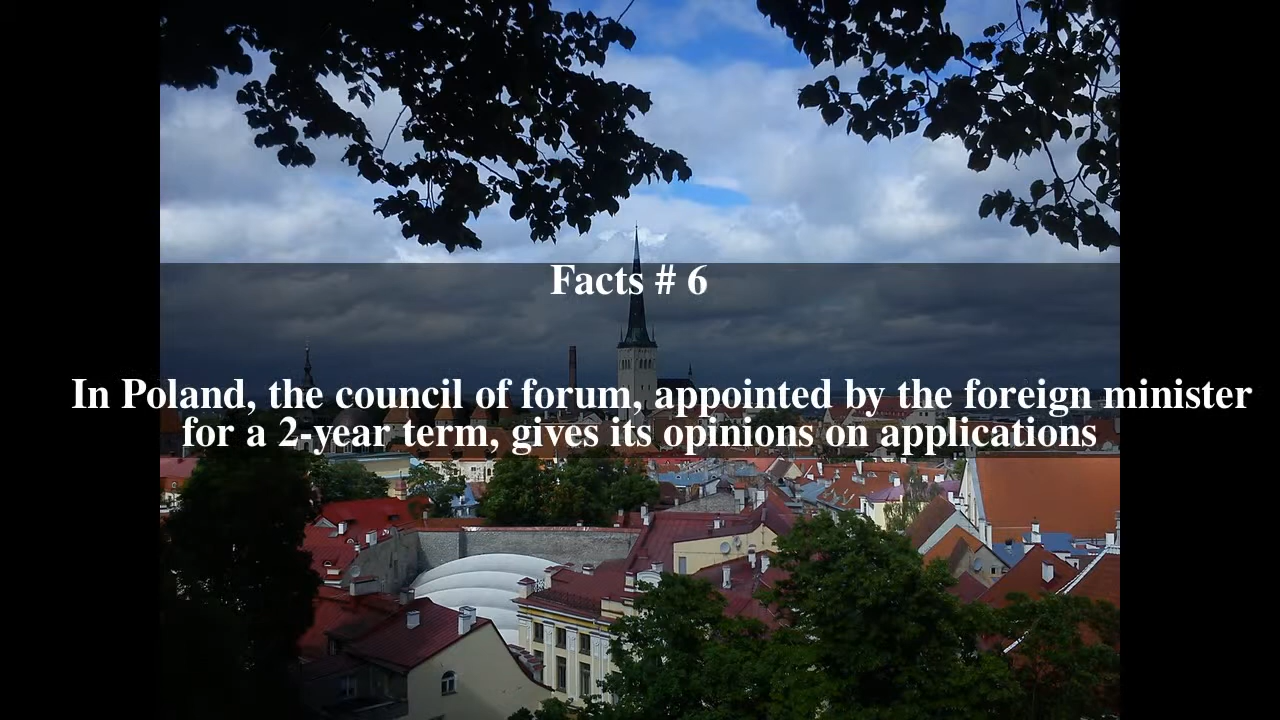 Facts # 6
In Poland, the council of forum, appointed by the foreign minister
for a 2-year term, gives its opinions on applications